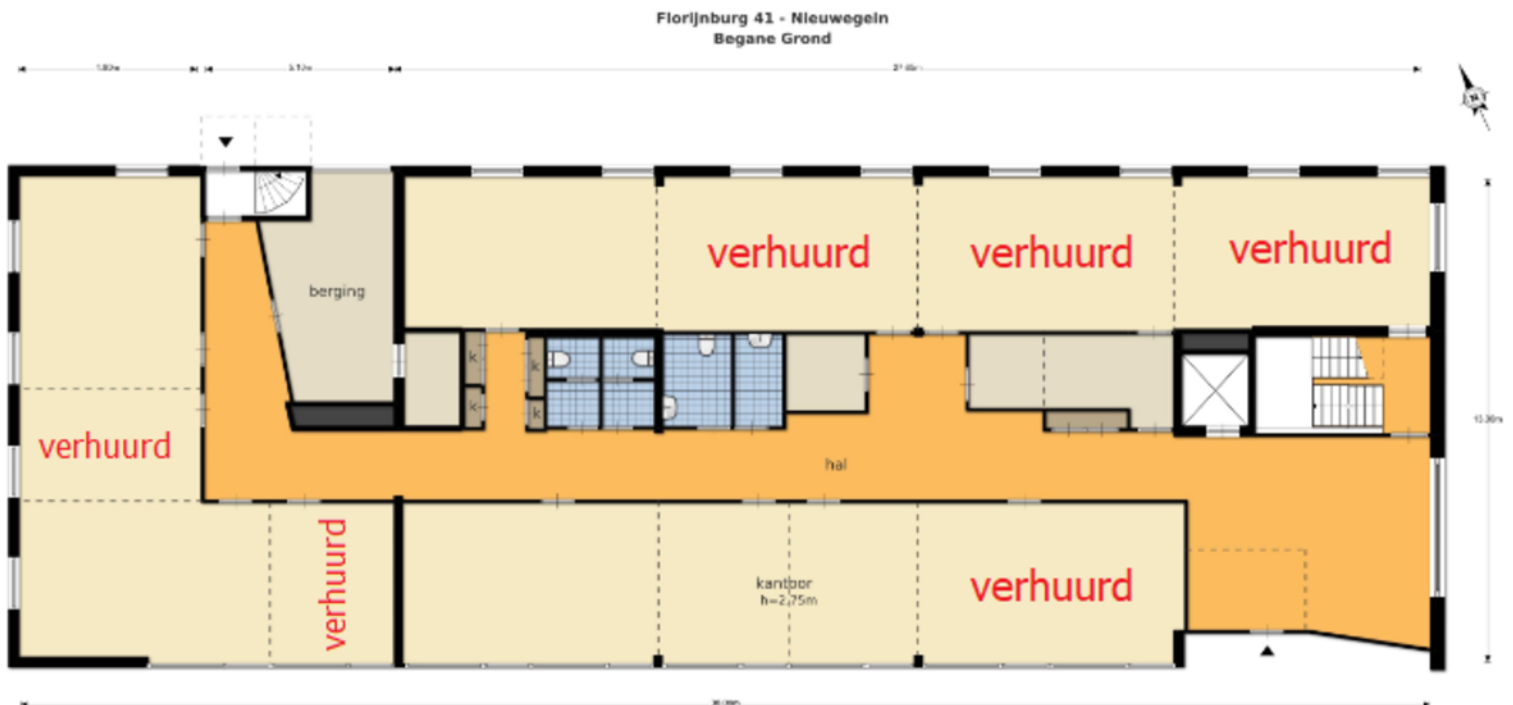 Florijnburg 41 - Nieuwegein
Begane Grond
N
verhuurd
verhuurd
verhuurd
berging
k
k
k
k
verhuurd
hal
verhuurd
kantoor
h=2,75m
verhuurd